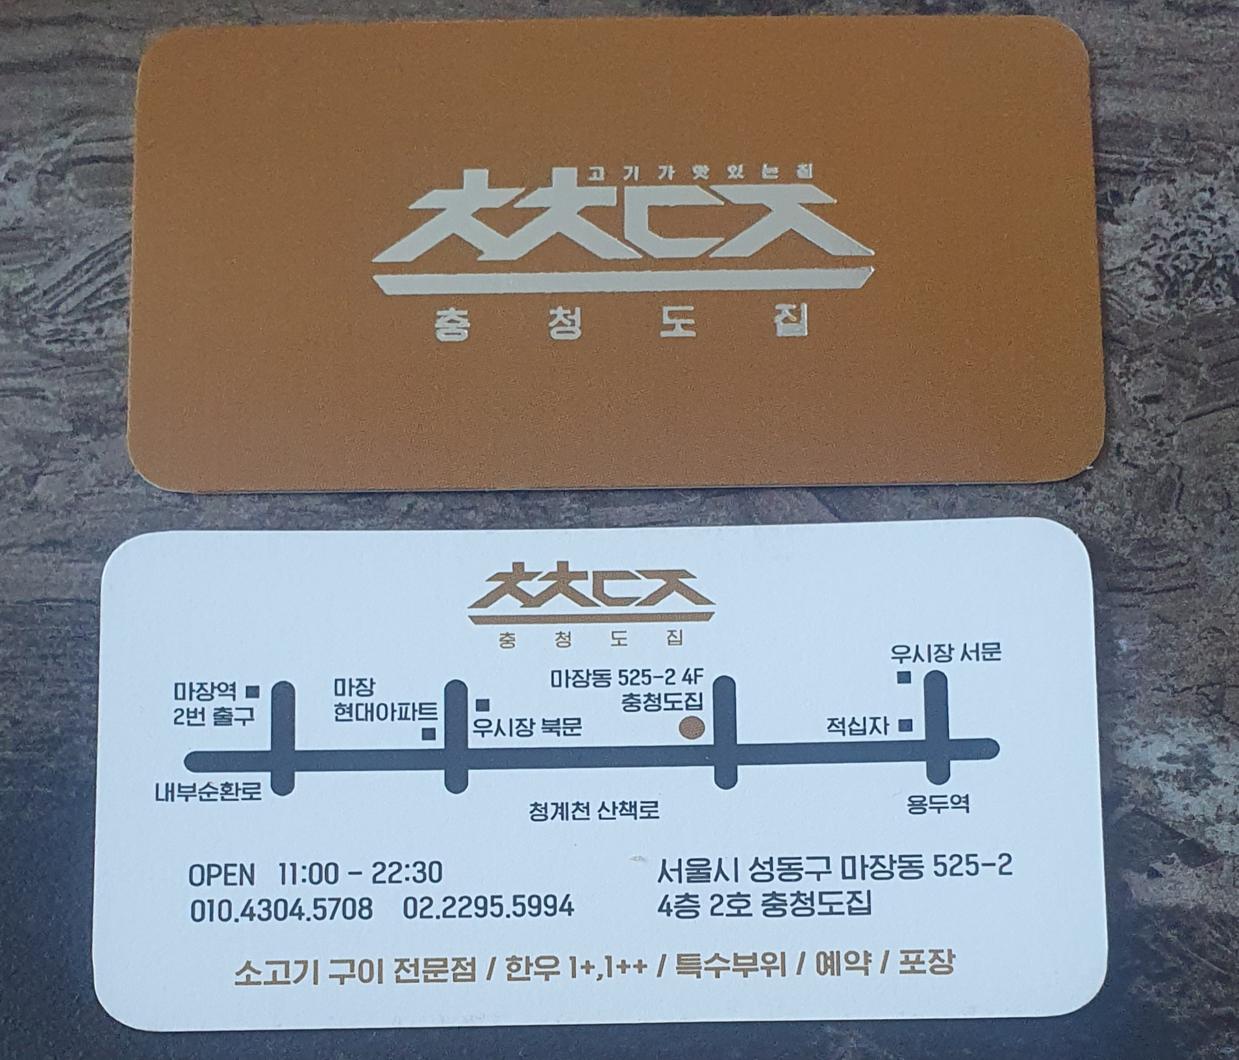 고기가맛있는집
ㅊㅊㄷㅈ
충청도집
ㅊㅊㄷㅈ
충청도집
마장역
2번 출구
마장
현대아파트
우시장 북문
마장동 525-2 4F
충청도집
우시장 서문
적십자
내부순환로
청계천 산책로
용두역
OPEN 11:00 - 22:30
010.4304.5708 02.2295.5994
서울시 성동구 마장동 525-2
4층 2호 충청도집
소고기 구이 전문점 / 한우 1+,1++ / 특수부위 / 예약 / 포장